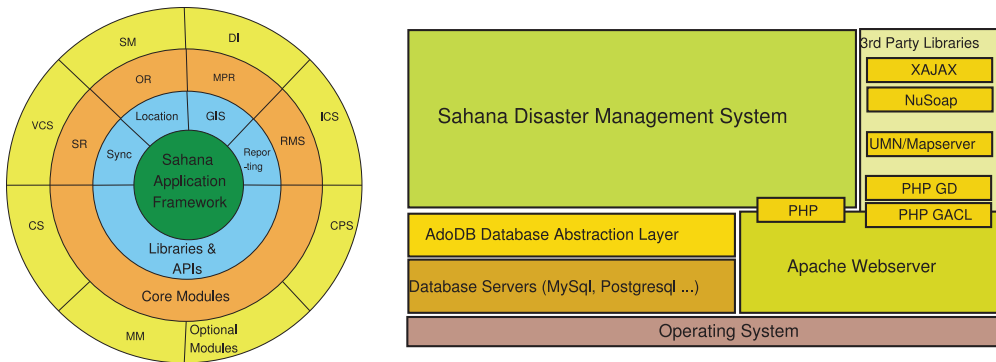 SM
DI
OR
MPR
Location
GIS
VCS
ICS
SR
Sync
Repor
-ting
RMS
Sahana
Application
Framework
CS
CPS
Libraries &
APIs
Core Modules
MM
Optional
Modules
Sahana Disaster Management System
3rd Party Libraries
XAJAX
NuSoap
UMN/Mapserver
PHP GD
PHP
PHP GACL
AdoDB Database Abstraction Layer
Apache Webserver
Database Servers (MySql, Postgresql ...)
Operating System